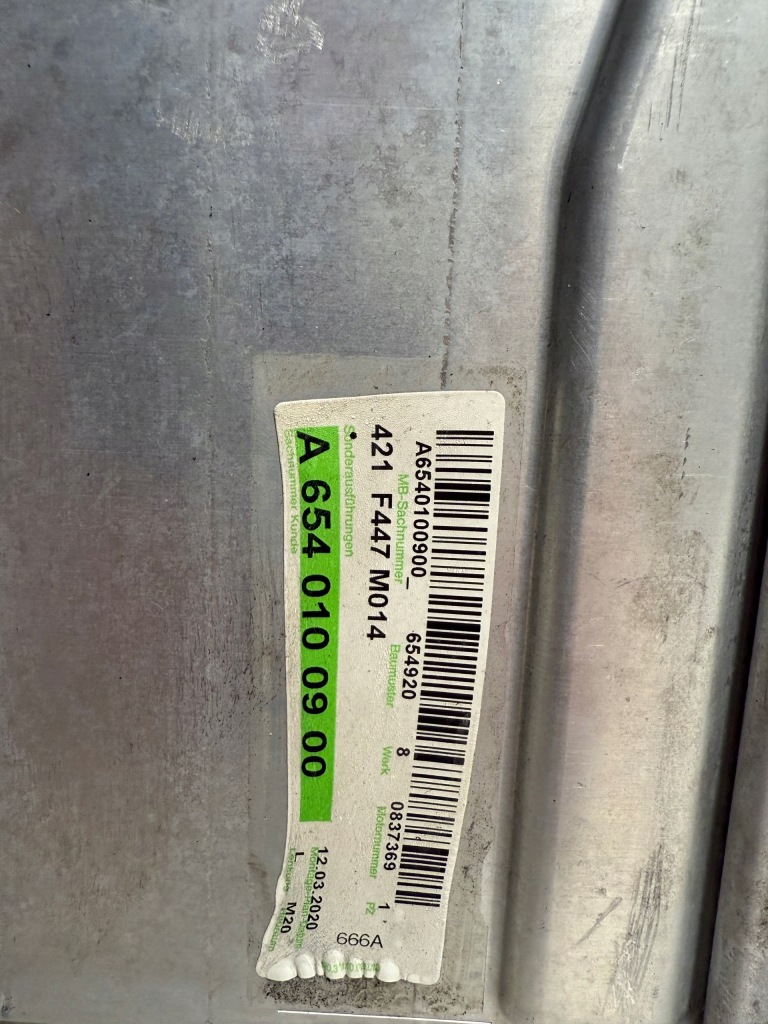 A6540100900_ 654920 8 0837369 1
MB-Sachnummer Baumuster Werk Motornummer PZ
421 F447 M014
666A
Sonderausführungen
A 654 010 09 00
12.03.2020
Sachnummer Kunde
L M20